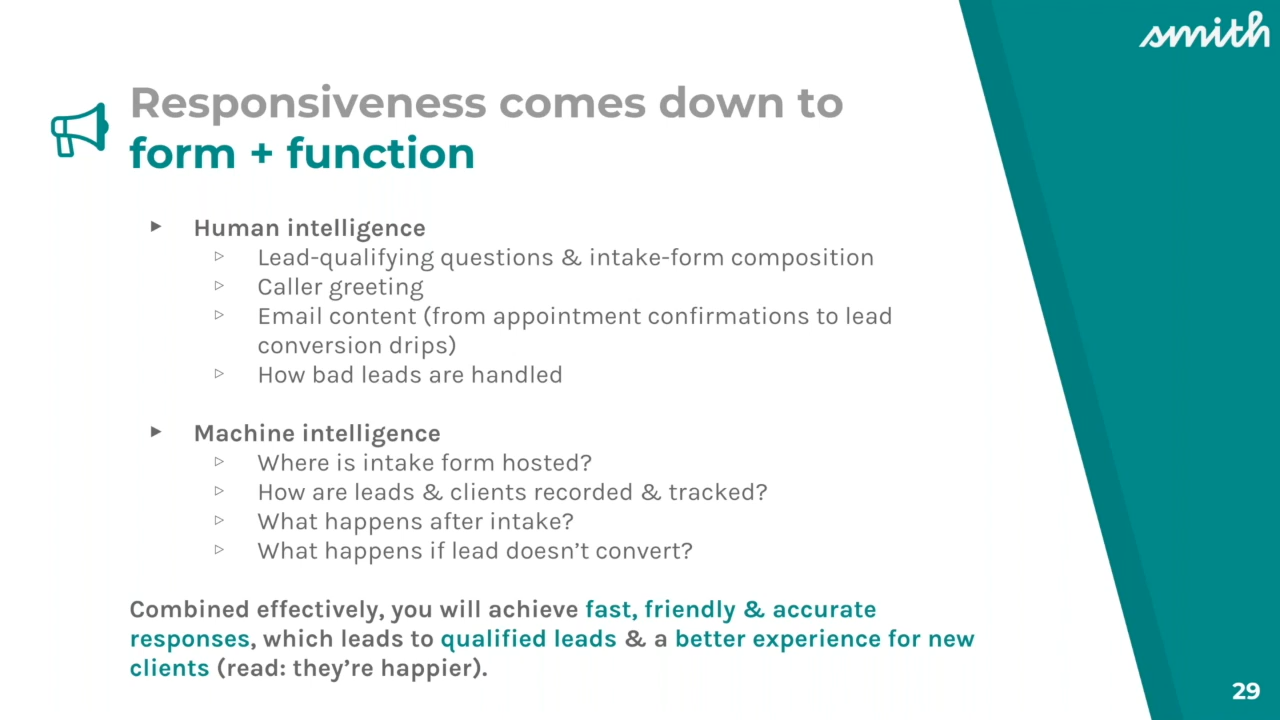 smith
Responsiveness comes down to
form + function
▸ Human intelligence
▹ Lead-qualifying questions & intake-form composition
▹ Caller greeting
▹ Email content (from appointment confirmations to lead
conversion drips)
▹ How bad leads are handled
▸ Machine intelligence
▹ Where is intake form hosted?
▹ How are leads & clients recorded & tracked?
▹ What happens after intake?
▹ What happens if lead doesn’t convert?
Combined effectively, you will achieve fast, friendly & accurate
responses, which leads to qualified leads & a better experience for new
clients (read: they’re happier).
29